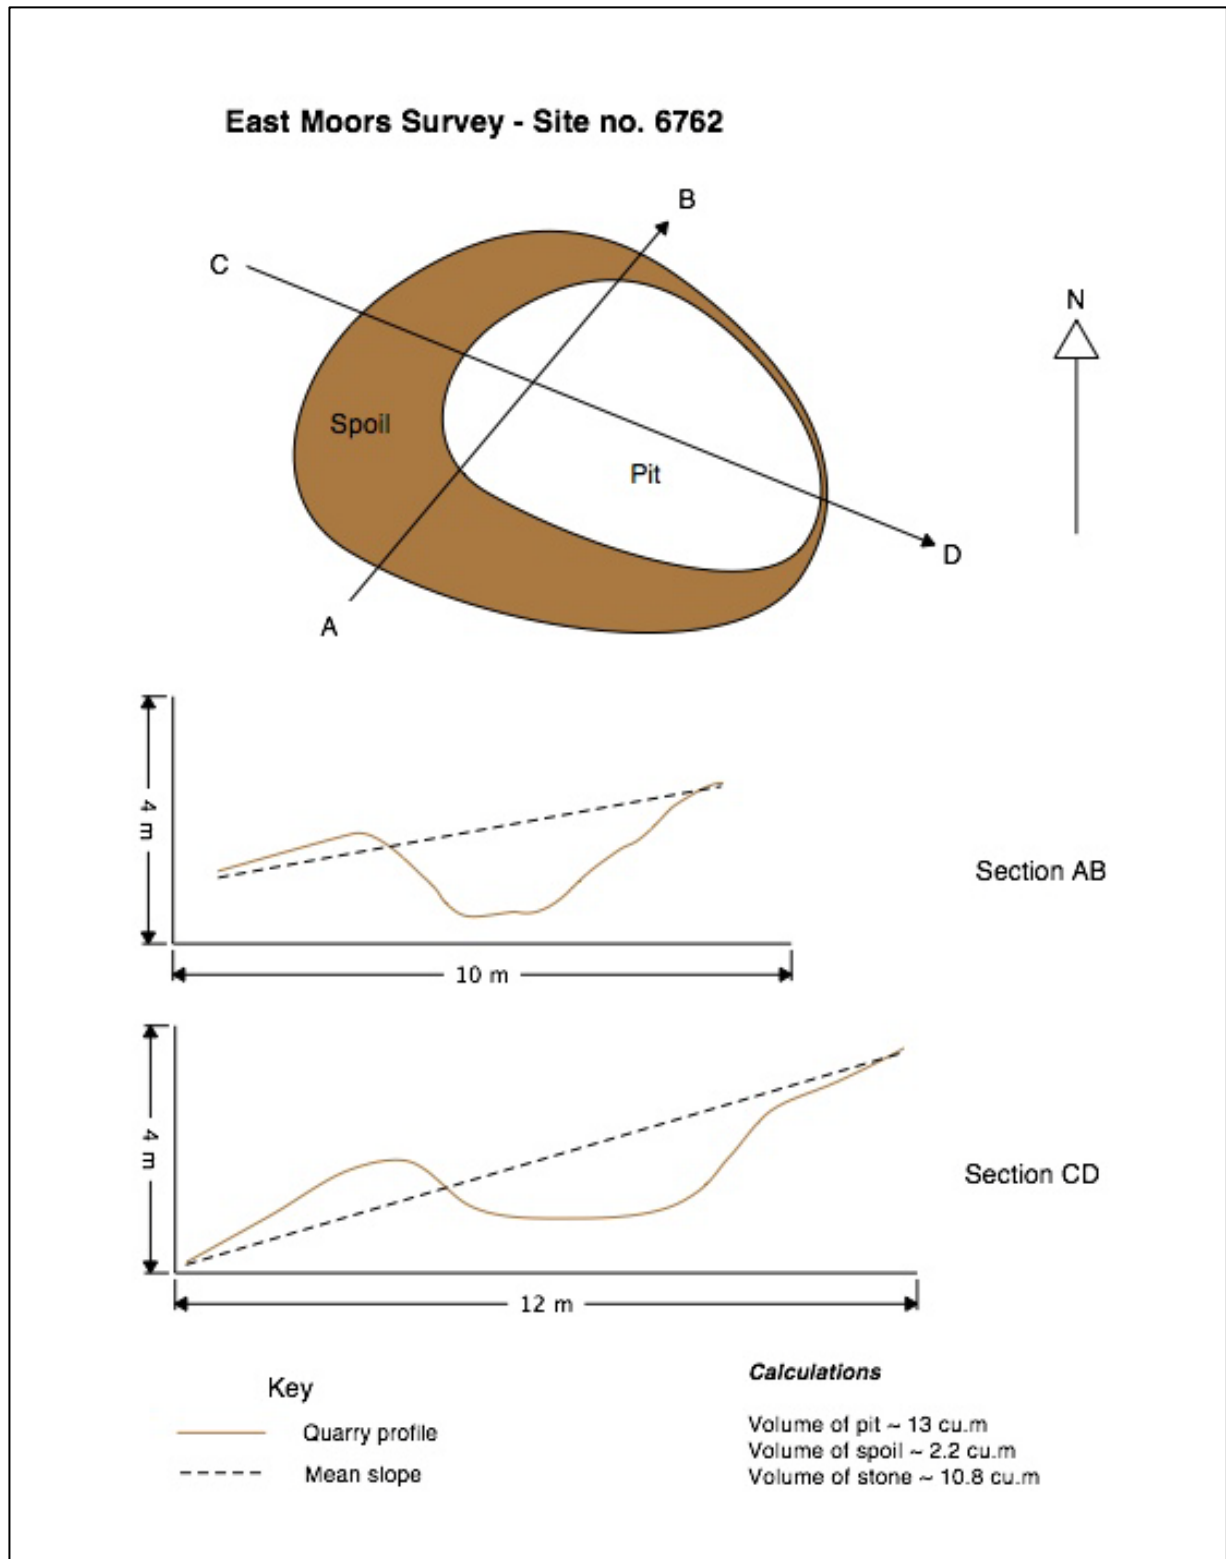 East Moors Survey - Site no. 6762
B
C
N
Spoil
Pit
D
A
4 m
Section AB
10 m
4 m
Section CD
12 m
Key
Quarry profile
Mean slope
Calculations
Volume of pit ~ 13 cu.m
Volume of spoil ~ 2.2 cu.m
Volume of stone ~ 10.8 cu.m